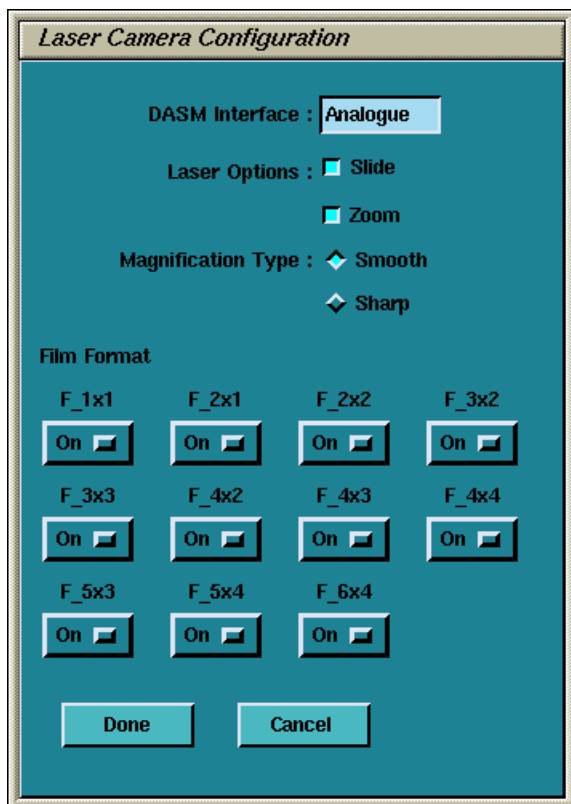 Laser Camera Configuration
DASM Interface : Analogue
Laser Options : Slide
Zoom
Magnification Type : Smooth
Sharp
Film Format
F_1x1 F_2x1 F_2x2 F_3x2
On On On On
F_3x3 F_4x2 F_4x3 F_4x4
On On On On
F_5x3 F_5x4 F_6x4
On On On
Done Cancel